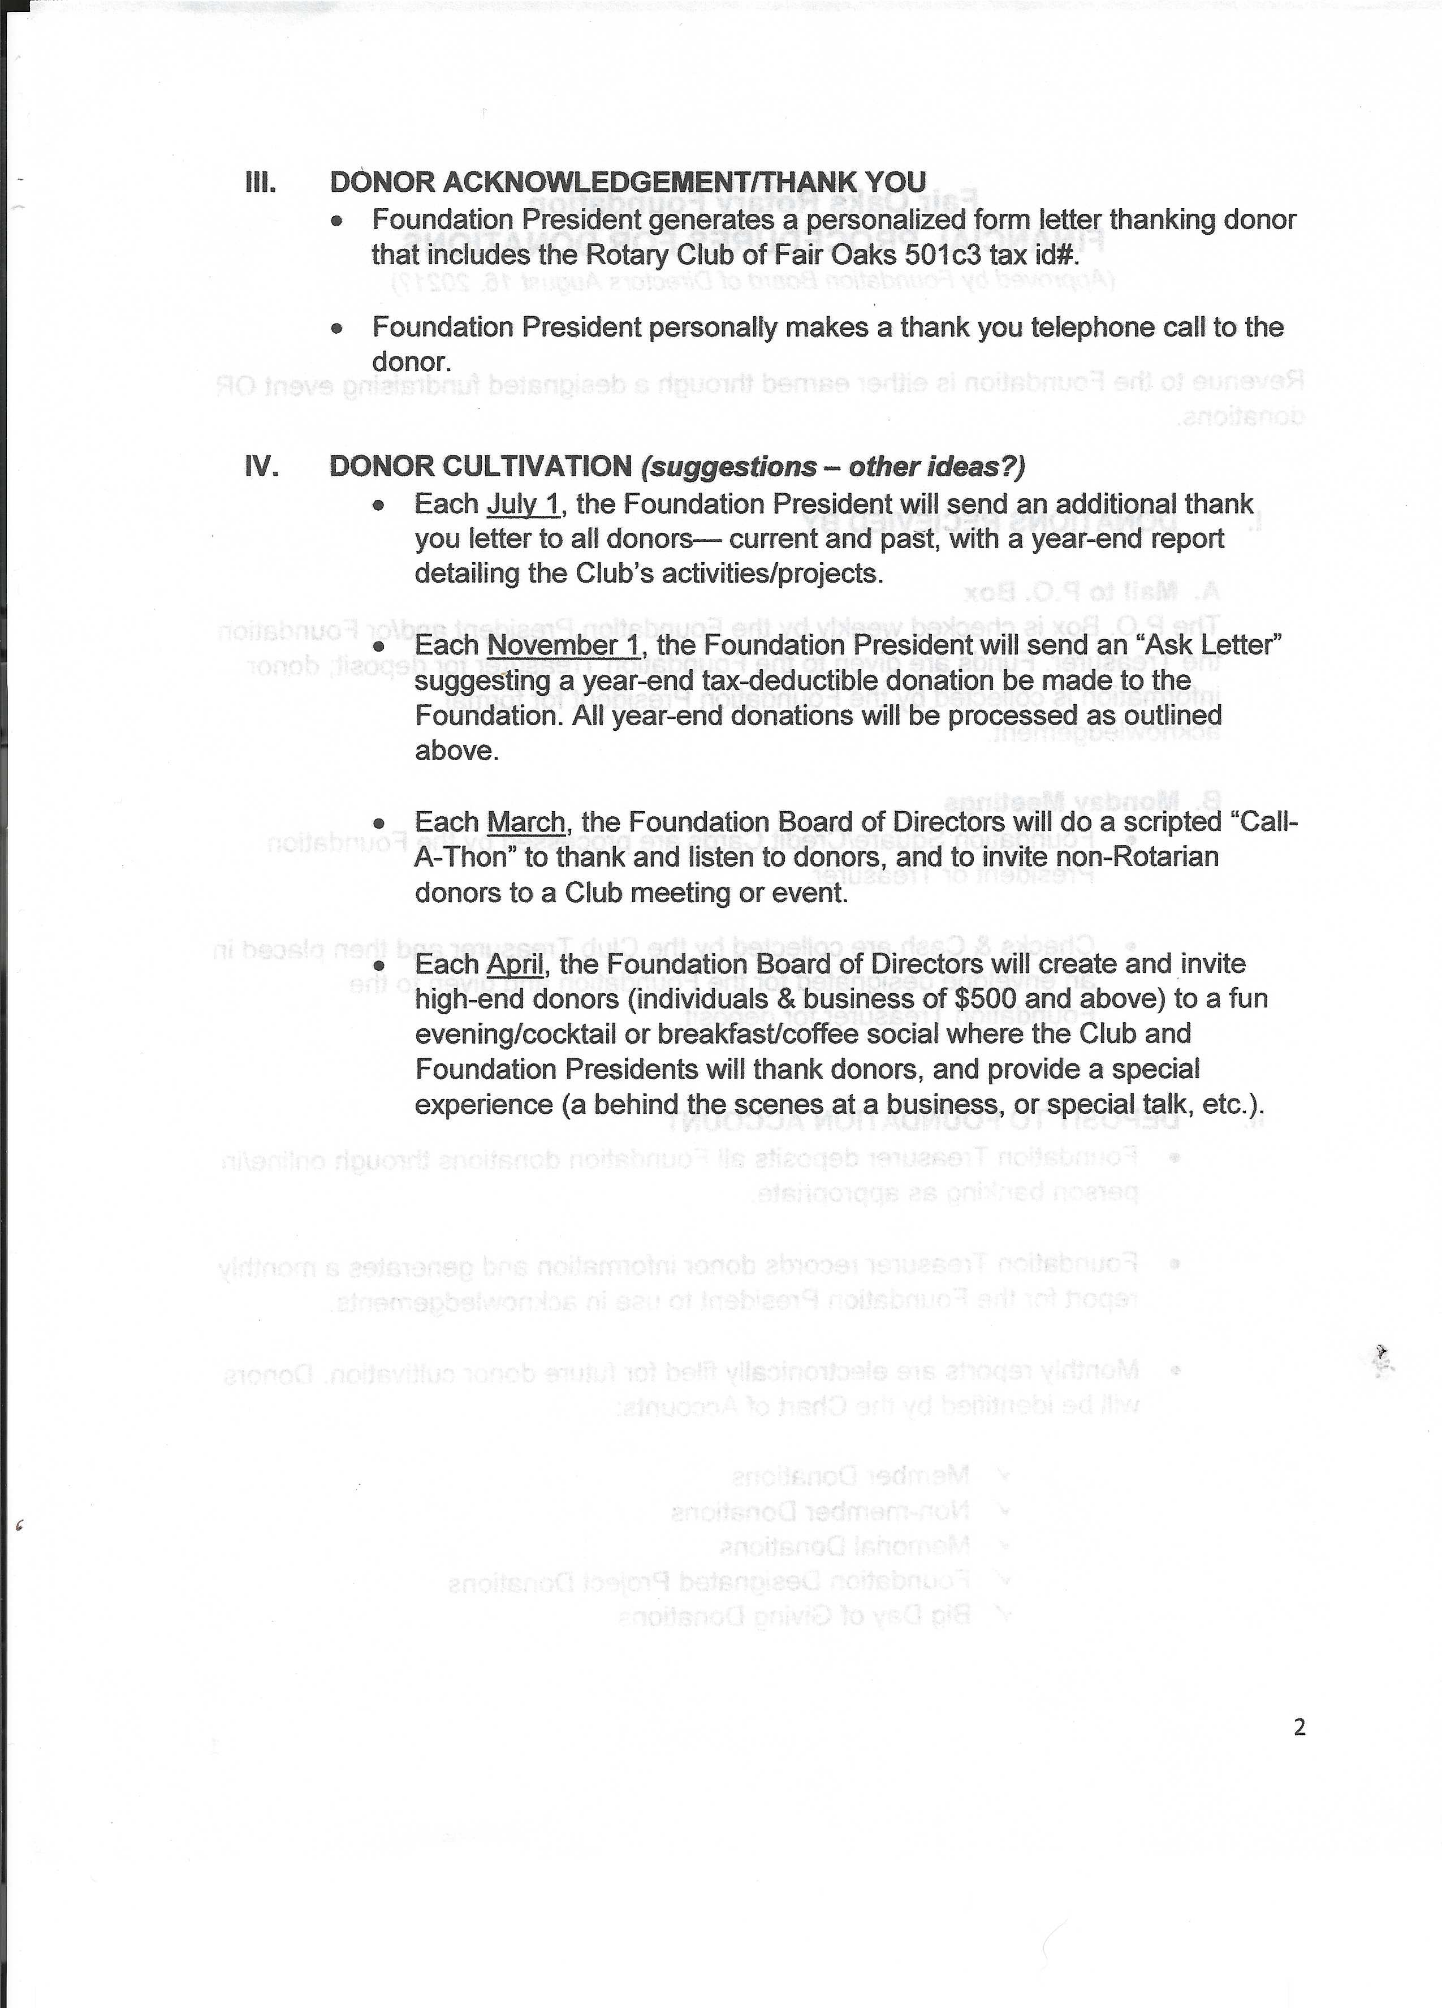 III. DONOR ACKNOWLEDGEMENT/THANK YOU
• Foundation President generates a personalized form letter thanking donor
that includes the Rotary Club of Fair Oaks 501c3 tax id#.
• Foundation President personally makes a thank you telephone call to the
donor.
IV. DONOR CULTIVATION (suggestions – other ideas?)
• Each July 1, the Foundation President will send an additional thank
you letter to all donors— current and past, with a year-end report
detailing the Club's activities/projects.
• Each November 1, the Foundation President will send an “Ask Letter”
suggesting a year-end tax-deductible donation be made to the
Foundation. All year-end donations will be processed as outlined
above.
• Each March, the Foundation Board of Directors will do a scripted “Call-
A-Thon” to thank and listen to donors, and to invite non-Rotarian
donors to a Club meeting or event.
• Each April, the Foundation Board of Directors will create and invite
high-end donors (individuals & business of $500 and above) to a fun
evening/cocktail or breakfast/coffee social where the Club and
Foundation Presidents will thank donors, and provide a special
experience (a behind the scenes at a business, or special talk, etc.).
2